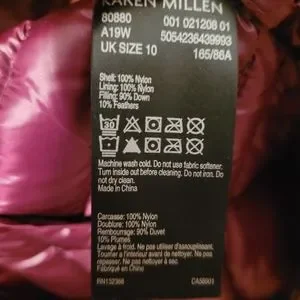 KAREN MILLEN
80880 001 021208 01
A19W 5054236439993
UK SIZE 10 165/86A
Shell: 100% Nylon
Lining: 100% Nylon
Filling: 90% Down
10% Feathers
30
Machine wash cold. Do not use fabric softener.
Turn inside out before cleaning. Do not iron. Do
not dry clean.
Made in China
Carcasse: 100% Nylon
Doublure: 100% Nylon
Rembourrage: 90% Duvet
10% Plumes
Lavage à froid. Ne pas utiliser d'assouplissant.
Tourner à l'intérieur avant de nettoyer. Ne pas
repasser. Ne pas nettoyer à sec.
Fabriqué en Chine
RN132366 CA56901